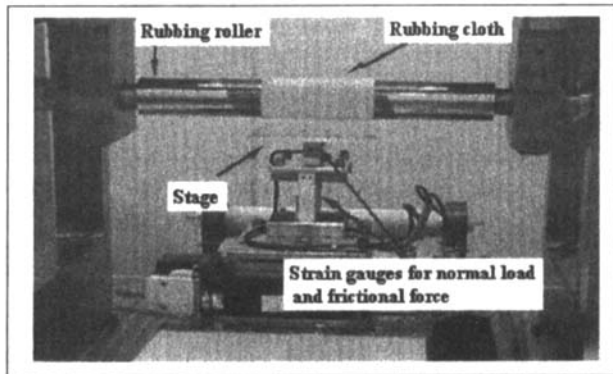 Rubbing roller
Rubbing cloth
Stage
Strain gauges for normal load
and frictional force